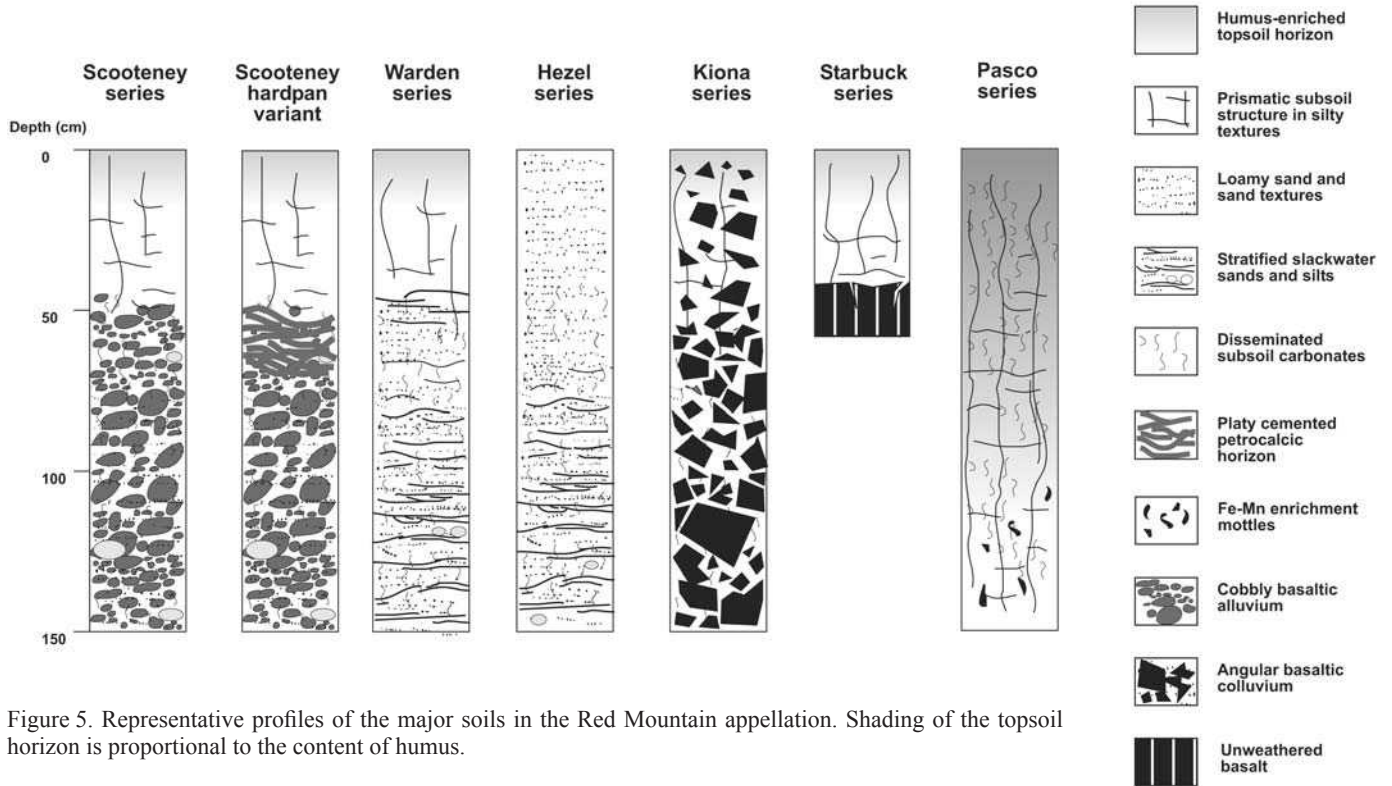 Scooteney
series
Scooteney
hardpan
variant
Warden
series
Hezel
series
Kiona
series
Starbuck
series
Pasco
series
Depth (cm)
0
50
100
150
Humus-enriched
topsoil horizon
Prismatic subsoil
structure in silty
textures
Loamy sand and
sand textures
Stratified slackwater
sands and silts
Disseminated
subsoil carbonates
Platy cemented
petrocalcic
horizon
Fe-Mn enrichment
mottles
Cobbly basaltic
alluvium
Angular basaltic
colluvium
Unweathered
basalt
Figure 5. Representative profiles of the major soils in the Red Mountain appellation. Shading of the topsoil
horizon is proportional to the content of humus.